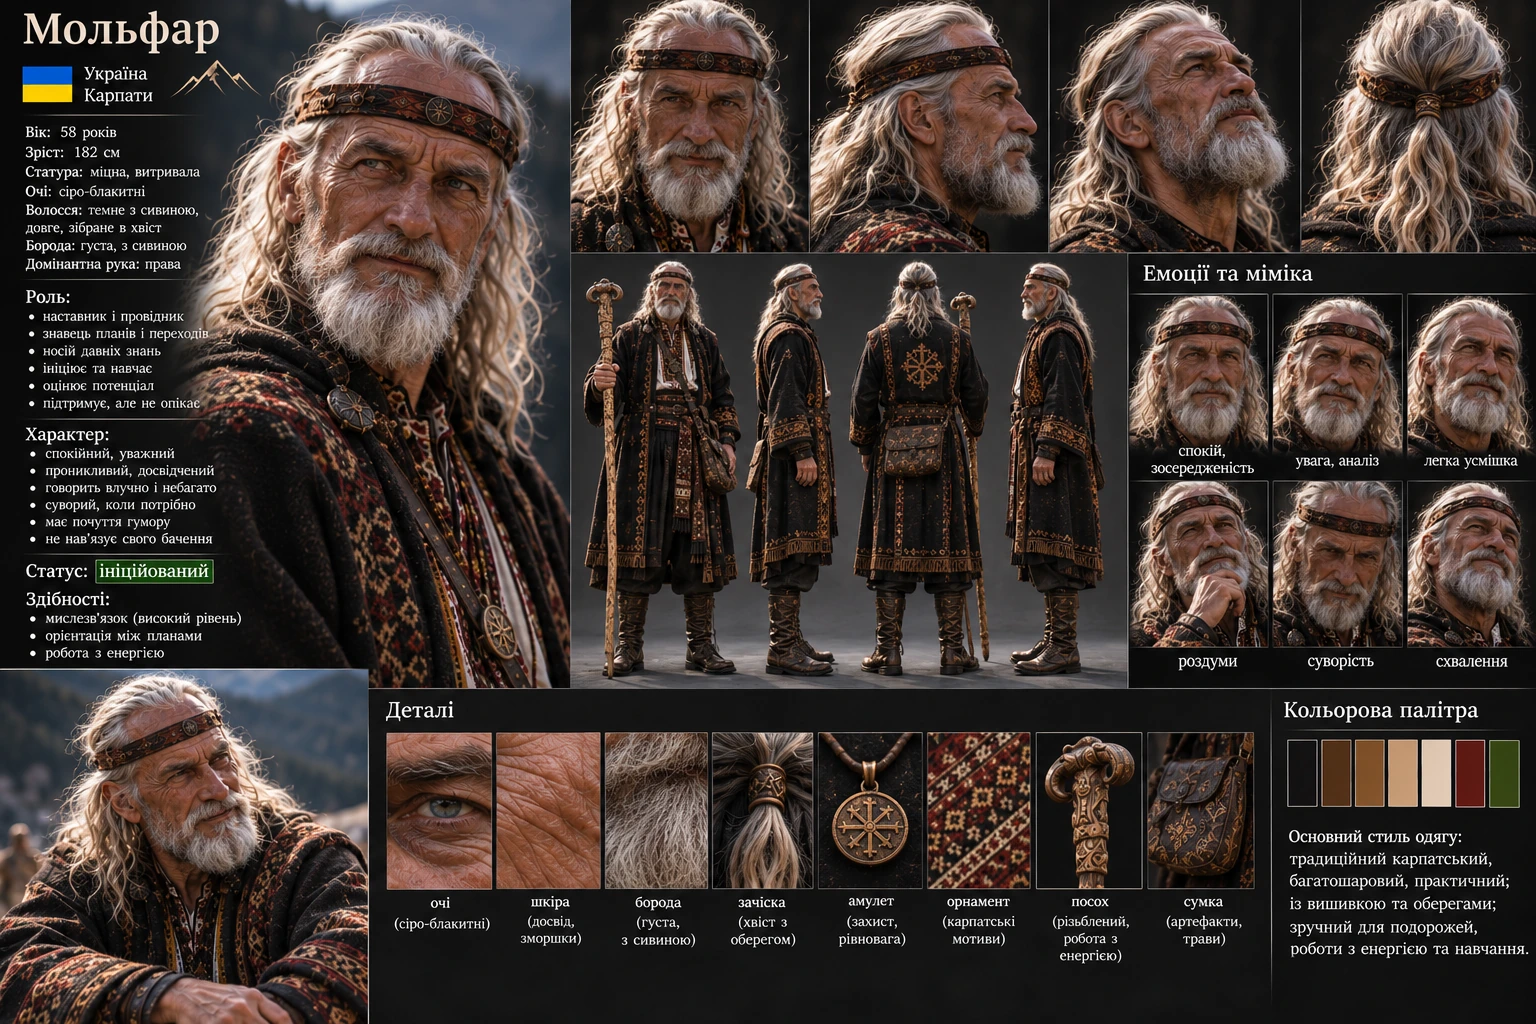 Мольфар
Україна
Карпати
Вік: 58 років
Зріст: 182 см
Статура: міцна, витривала
Очі: сіро-блакитні
Волосся: темне з сивиною,
довге, зібране в хвіст
Борода: густа, з сивиною
Домінантна рука: права
Роль:
• наставник і провідник
• знавець планів і переходів
• носій давніх знань
• ініціює та навчає
• оцінює потенціал
• підтримує, але не опікає
Характер:
• спокійний, уважний
• проникливий, досвідчений
• говорить влучно і небагато
• суворий, коли потрібно
• має почуття гумору
• не нав'язує свого бачення
Статус: ініційований
Здібності:
• мислезв'язок (високий рівень)
• орієнтація між планами
• робота з енергією
Емоції та міміка
спокій,
зосередженість
увага, аналіз
легка усмішка
роздуми
суворість
схвалення
Деталі
очі
(сіро-блакитні)
шкіра
(досвід,
зморшки)
борода
(густа,
з сивиною)
зачіска
(хвіст з
оберегом)
амулет
(захист,
рівновага)
орнамент
(карпатські
мотиви)
посох
(різьблений,
робота з
енергією)
сумка
(артефакти,
трави)
Кольорова палітра
Основний стиль одягу:
традиційний карпатський,
багатошаровий, практичний;
із вишивкою та оберегами;
зручний для подорожей,
роботи з енергією та навчання.